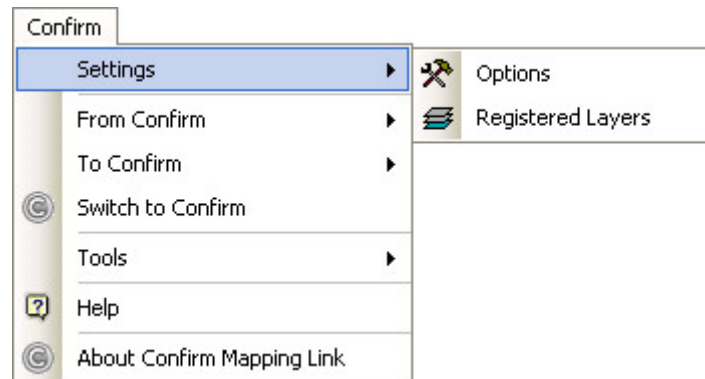 Confirm
Settings
Options
Registered Layers
From Confirm
To Confirm
Switch to Confirm
Tools
Help
About Confirm Mapping Link